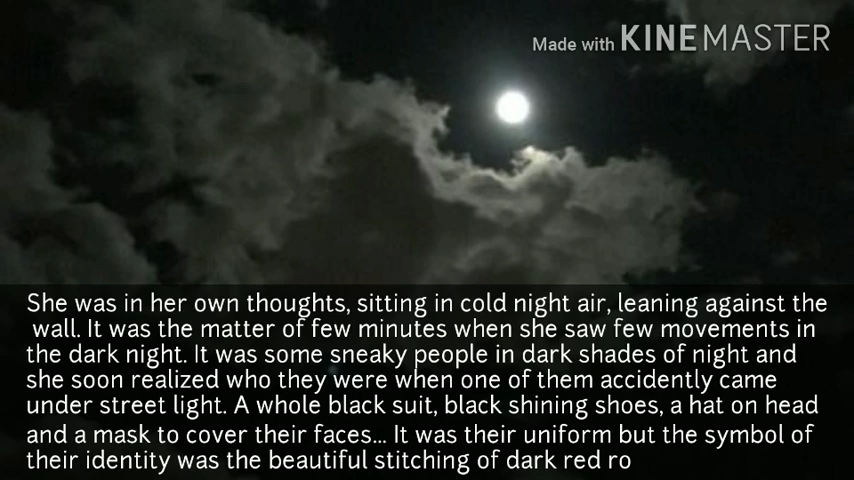 Made with KINEMASTER
She was in her own thoughts, sitting in cold night air, leaning against the
wall. It was the matter of few minutes when she saw few movements in
the dark night. It was some sneaky people in dark shades of night and
she soon realized who they were when one of them accidently came
under street light. A whole black suit, black shining shoes, a hat on head
and a mask to cover their faces... It was their uniform but the symbol of
their identity was the beautiful stitching of dark red ro